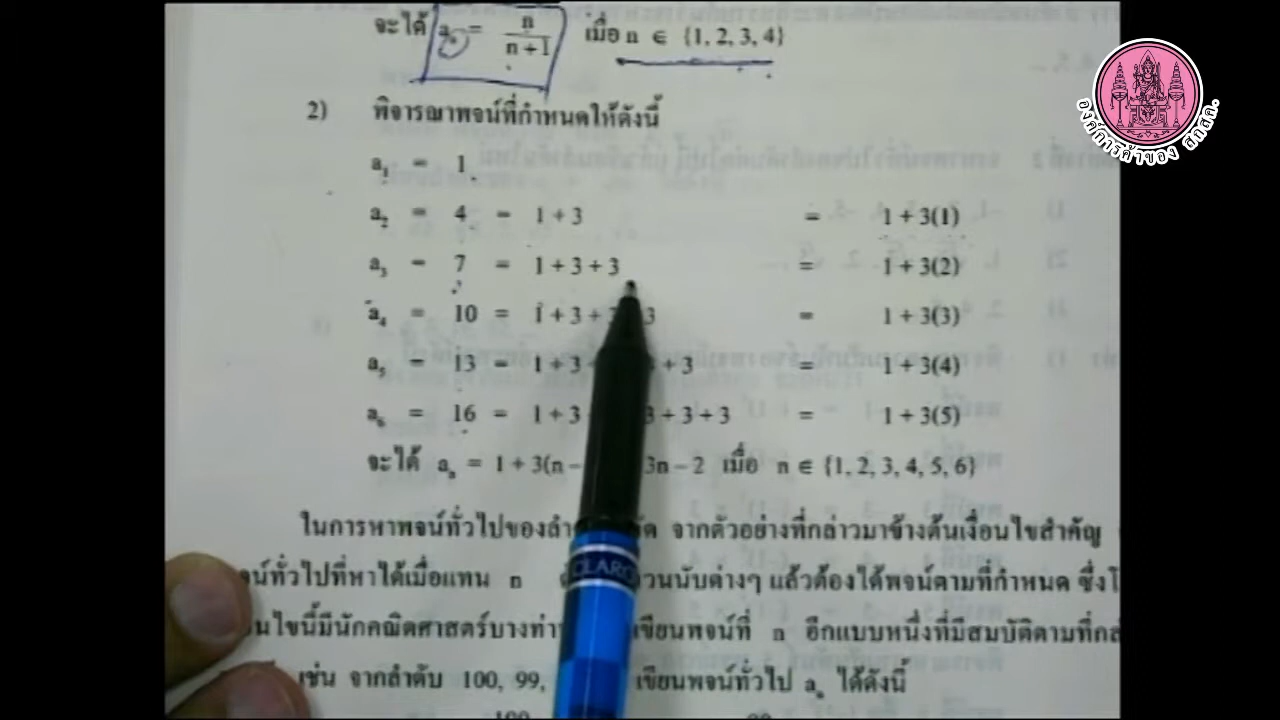 จะได้ aₙ = n/(n + 1) เมื่อ n ∈ {1, 2, 3, 4}
องค์การค้าของ สกสค.
2) พิจารณาพจน์ที่กำหนดให้ดังนี้
a₁ = 1
a₂ = 4 = 1 + 3 = 1 + 3(1)
a₃ = 7 = 1 + 3 + 3 = 1 + 3(2)
a₄ = 10 = 1 + 3 + 3 = 1 + 3(3)
a₅ = 13 = 1 + 3 + 3 = 1 + 3(4)
a₆ = 16 = 1 + 3 3 + 3 + 3 = 1 + 3(5)
จะได้ aₙ = 1 + 3(n – 3n – 2 เมื่อ n ∈ {1, 2, 3, 4, 5, 6}
ในการหาพจน์ทั่วไปของ จากตัวอย่างที่กล่าวมาข้างต้นเงื่อนไขสำคัญ
ทั่วไปที่หาได้เมื่อแทน n นับต่างๆ แล้วต้องได้พจน์ตามที่กำหนด
นี้มีนักคณิตศาสตร์บาง เขียนพจน์ที่ n อีกแบบหนึ่งที่มีสมบัติตามที่
เช่น จากลำดับ 100, 99, เขียนพจน์ทั่วไป aₙ ได้ดังนี้
CLARO